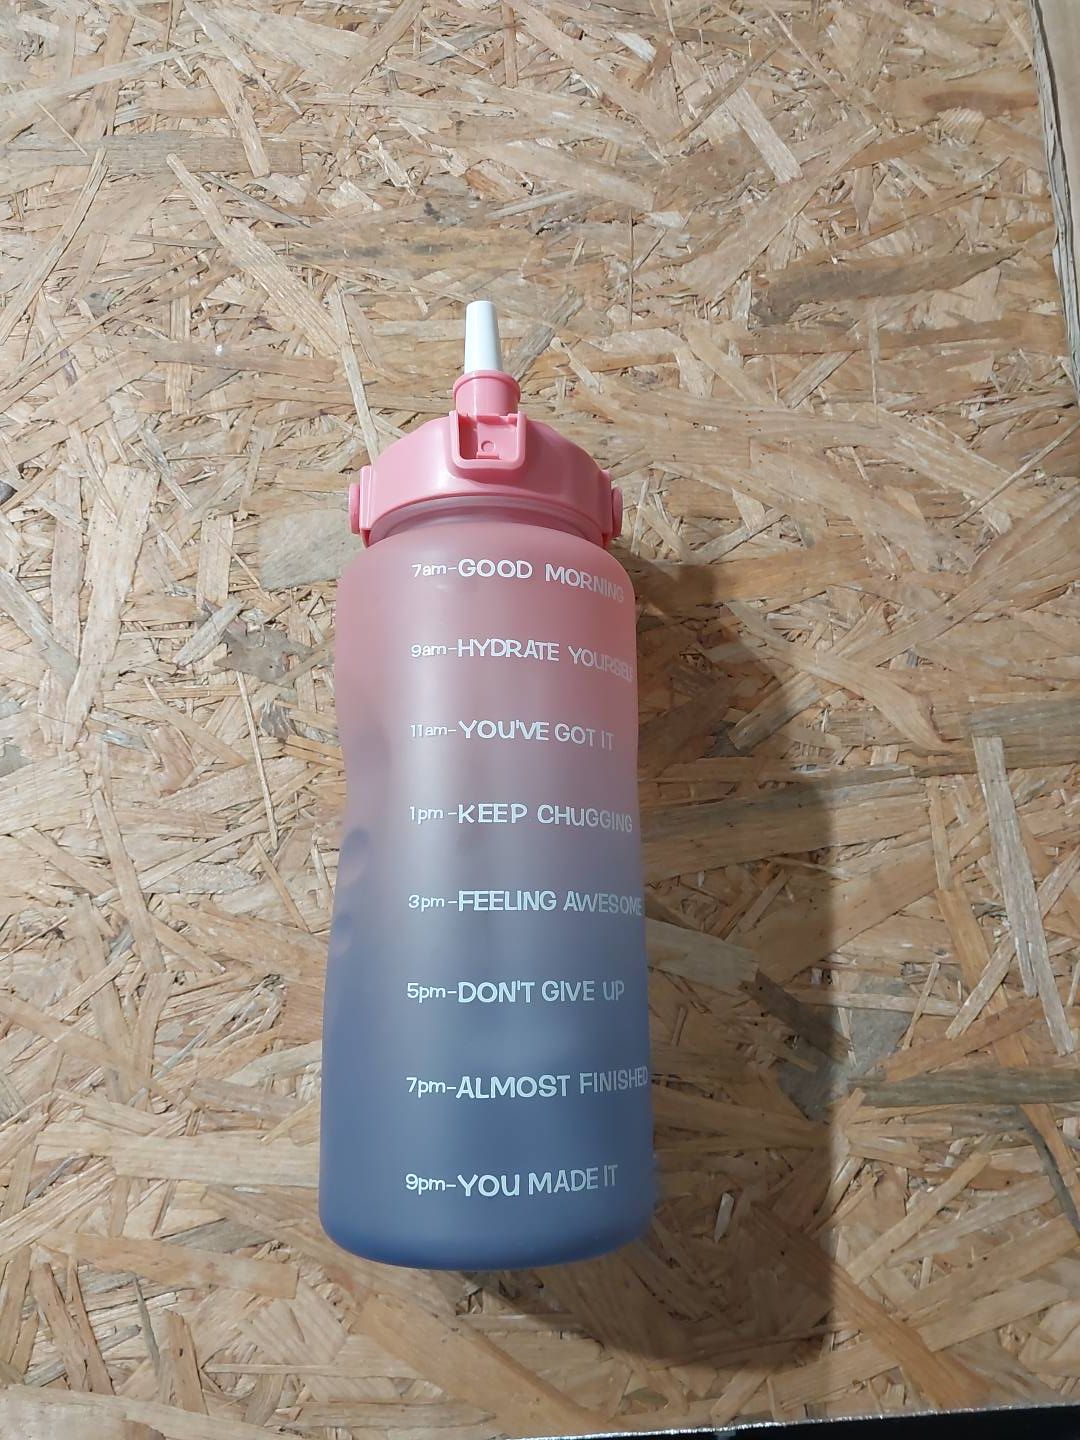 7am-GOOD MORNING
9am-HYDRATE YOURSELF
11am-YOU'VE GOT IT
1pm-KEEP CHUGGING
3pm-FEELING AWESOME
5pm-DON'T GIVE UP
7pm-ALMOST FINISHED
9pm-YOU MADE IT